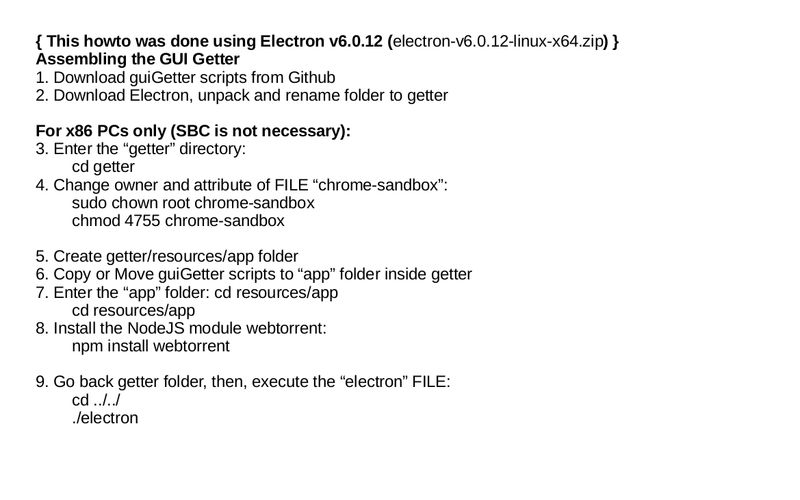 { This howto was done using Electron v6.0.12 (electron-v6.0.12-linux-x64.zip) }
Assembling the GUI Getter
1. Download guiGetter scripts from Github
2. Download Electron, unpack and rename folder to getter
For x86 PCs only (SBC is not necessary):
3. Enter the “getter” directory:
cd getter
4. Change owner and attribute of FILE “chrome-sandbox”:
sudo chown root chrome-sandbox
chmod 4755 chrome-sandbox
5. Create getter/resources/app folder
6. Copy or Move guiGetter scripts to “app” folder inside getter
7. Enter the “app” folder: cd resources/app
cd resources/app
8. Install the NodeJS module webtorrent:
npm install webtorrent
9. Go back getter folder, then, execute the “electron” FILE:
cd ../../
./electron